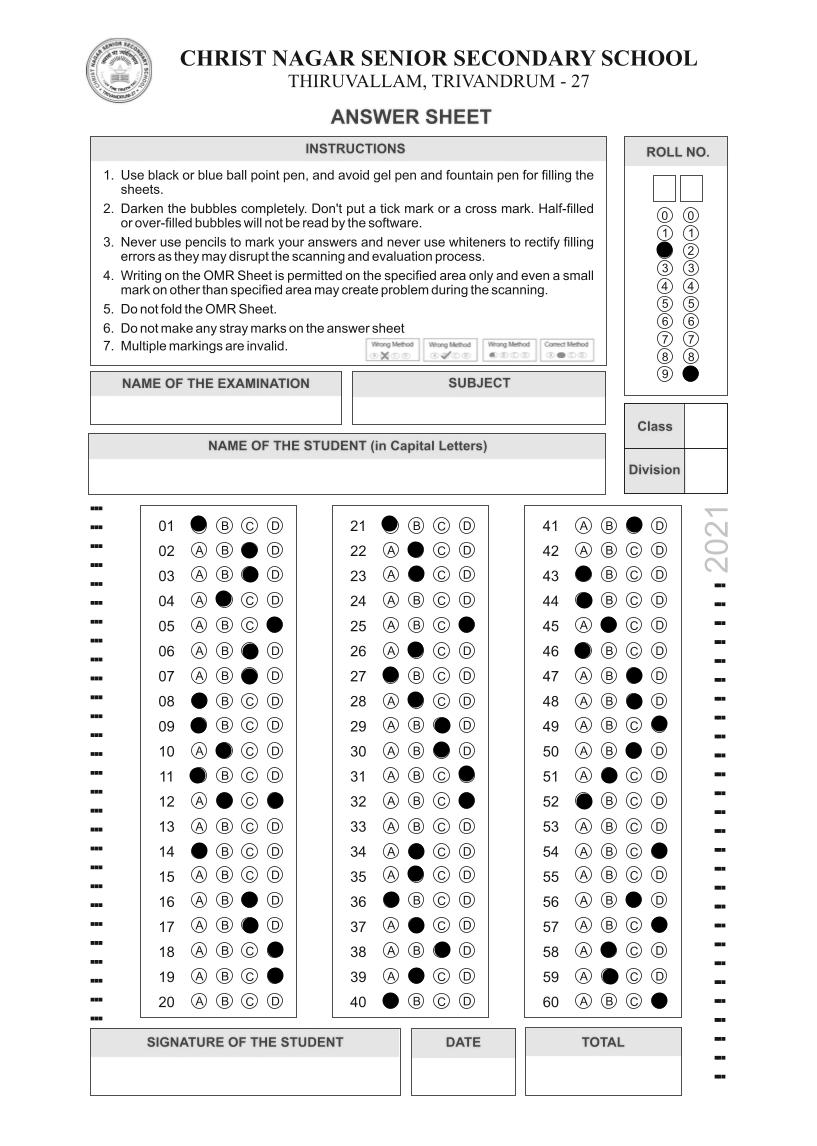 CHRIST NAGAR SENIOR SECONDARY SCHOOL
THIRUVALLAM, TRIVANDRUM - 27
ANSWER SHEET
INSTRUCTIONS
1. Use black or blue ball point pen, and avoid gel pen and fountain pen for filling the
sheets.
2. Darken the bubbles completely. Don't put a tick mark or a cross mark. Half-filled
or over-filled bubbles will not be read by the software.
3. Never use pencils to mark your answers and never use whiteners to rectify filling
errors as they may disrupt the scanning and evaluation process.
4. Writing on the OMR Sheet is permitted on the specified area only and even a small
mark on other than specified area may create problem during the scanning.
5. Do not fold the OMR Sheet.
6. Do not make any stray marks on the answer sheet
7. Multiple markings are invalid.
Wrong Method Wrong Method Wrong Method Correct Method
ROLL NO.
0 0
1 1
2
3 3
4 4
5 5
6 6
7 7
8 8
9
NAME OF THE EXAMINATION
SUBJECT
Class
NAME OF THE STUDENT (in Capital Letters)
Division
2021
01 B C D
02 A B D
03 A B D
04 A C D
05 A B C
06 A B D
07 A B D
08 B C D
09 B C D
10 A C D
11 B C D
12 A C
13 A B C D
14 B C D
15 A B C D
16 A B D
17 A B D
18 A B C
19 A B C
20 A B C D
21 B C D
22 A C D
23 A C D
24 A B C D
25 A B C
26 A C D
27 B C D
28 A C D
29 A B D
30 A B D
31 A B C
32 A B C
33 A B C D
34 A C D
35 A C D
36 B C D
37 A C D
38 A B D
39 A C D
40 B C D
41 A B D
42 A B C D
43 B C D
44 B C D
45 A C D
46 B C D
47 A B D
48 A B D
49 A B C
50 A B D
51 A C D
52 B C D
53 A B C D
54 A B C
55 A B C D
56 A B D
57 A B C
58 A C D
59 A C D
60 A B C
SIGNATURE OF THE STUDENT
DATE
TOTAL